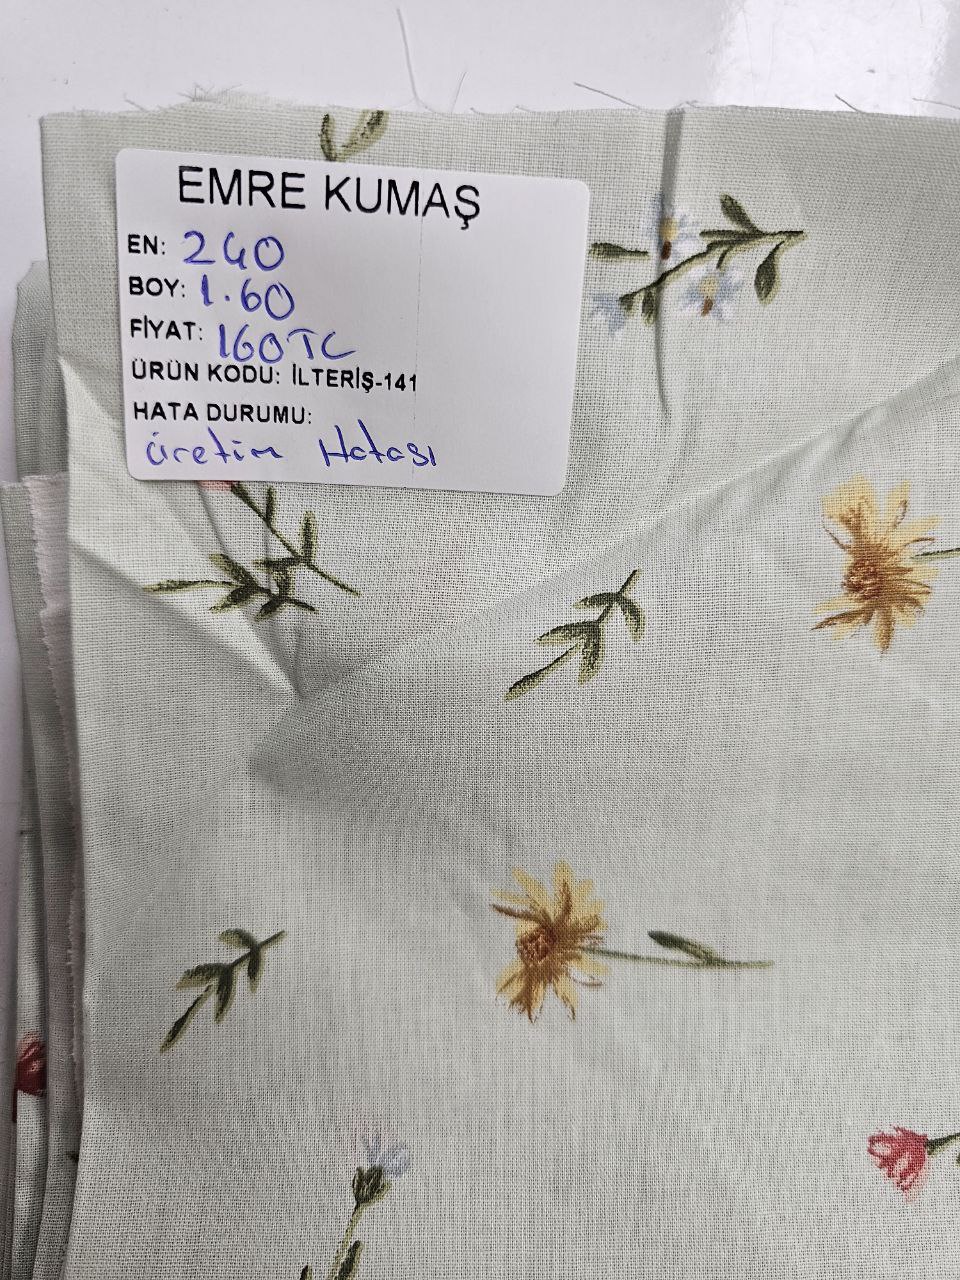 EMRE KUMAŞ
EN: 240
BOY: 1.60
FİYAT: 160TL
ÜRÜN KODU: İLTERİŞ-141
HATA DURUMU:
üretim Hatası